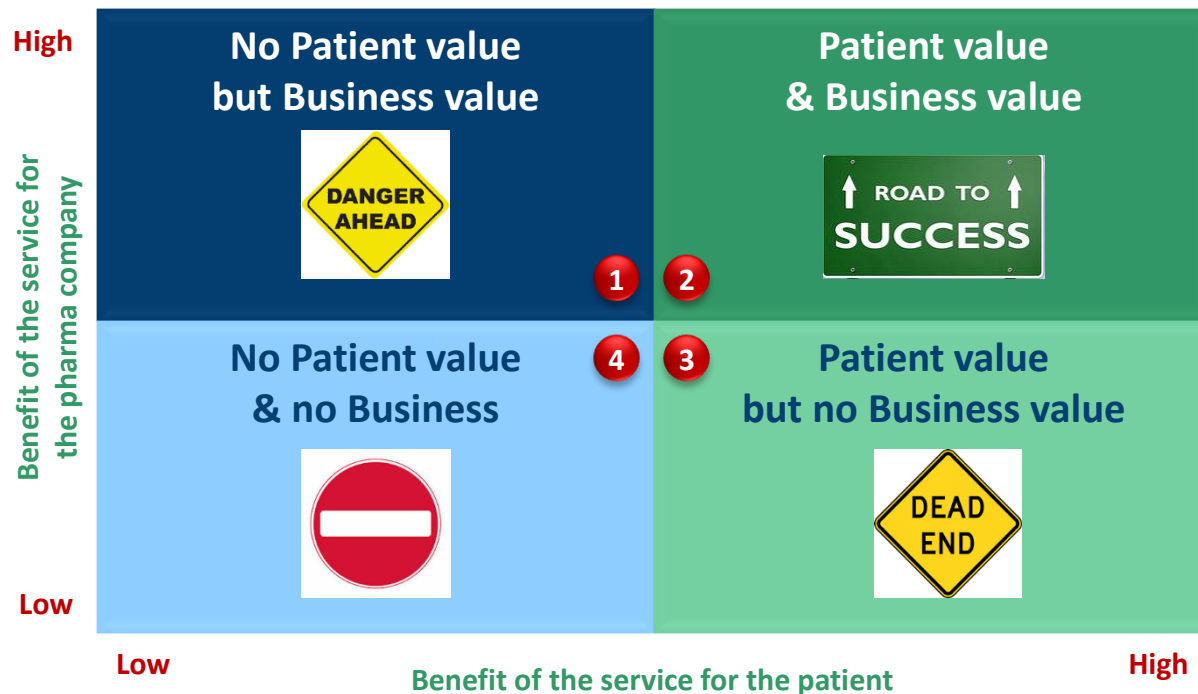 High
No Patient value
but Business value
DANGER
AHEAD
1
Patient value
& Business value
ROAD TO
SUCCESS
2
Benefit of the service for
the pharma company
No Patient value
& no Business
4
Patient value
but no Business value
DEAD
END
3
Low
Low
Benefit of the service for the patient
High